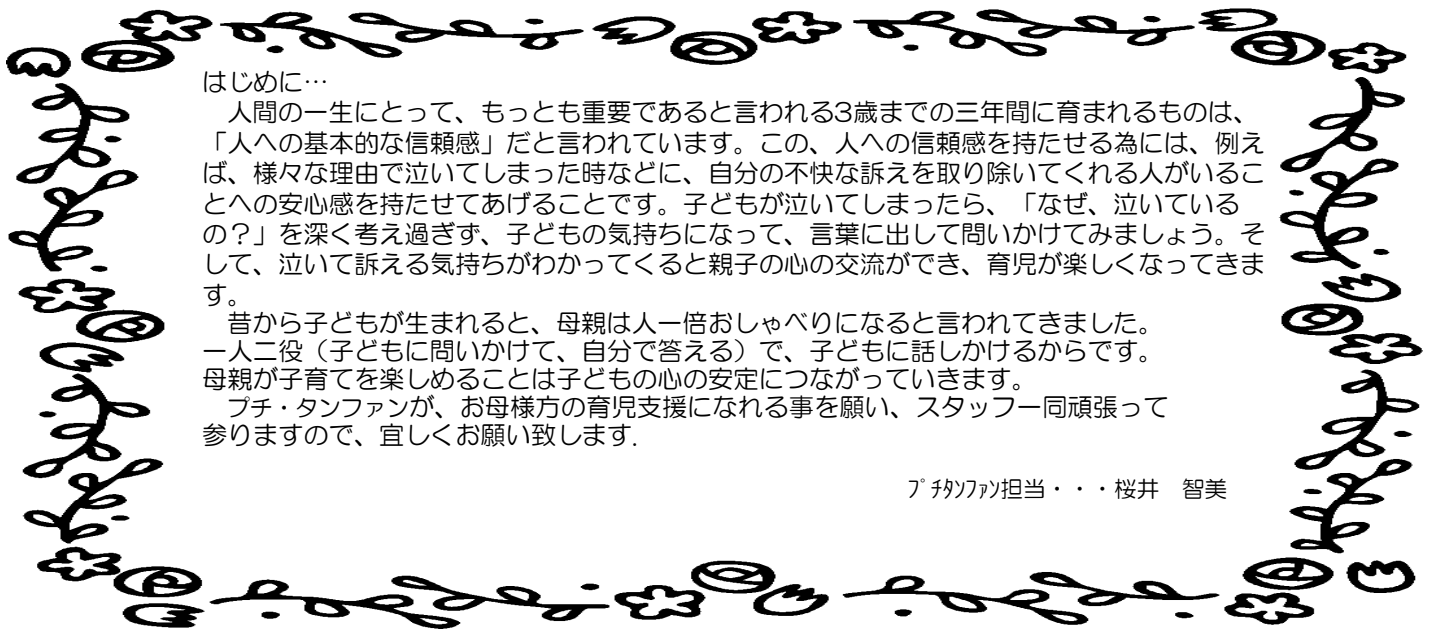 はじめに…
　人間の一生にとって、もっとも重要であると言われる3歳までの三年間に育まれるものは、
「人への基本的な信頼感」だと言われています。この、人への信頼感を持たせる為には、例え
ば、様々な理由で泣いてしまった時などに、自分の不快な訴えを取り除いてくれる人がいるこ
とへの安心感を持たせてあげることです。子どもが泣いてしまったら、「なぜ、泣いている
の？」を深く考え過ぎず、子どもの気持ちになって、言葉に出して問いかけてみましょう。そ
して、泣いて訴える気持ちがわかってくると親子の心の交流ができ、育児が楽しくなってきま
す。
　昔から子どもが生まれると、母親は人一倍おしゃべりになると言われてきました。
一人二役（子どもに問いかけて、自分で答える）で、子どもに話しかけるからです。
母親が子育てを楽しめることは子どもの心の安定につながっていきます。
　プチ・タンファンが、お母様方の育児支援になれる事を願い、スタッフ一同頑張って
参りますので、宜しくお願い致します.
ﾌﾟﾁﾀﾝﾌｧﾝ担当・・・桜井　智美